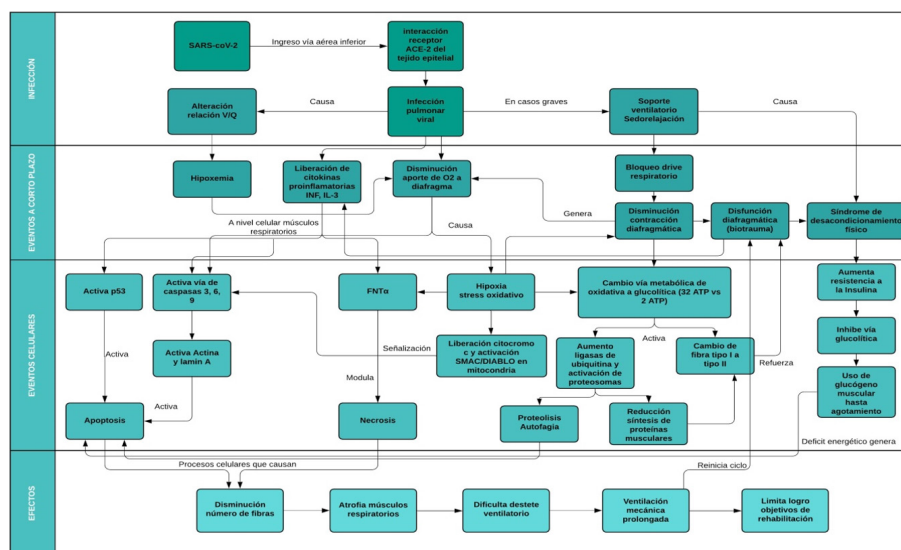 INFECCIÓN
SARS-coV-2
Ingreso vía aérea inferior
interacción
receptor
ACE-2 del
tejido epitelial
Alteración
relación V/Q
Causa
Infección
pulmonar
viral
En casos graves
Soporte
ventilatorio
Sedorelajación
Causa
EVENTOS A CORTO PLAZO
Hipoxemia
Liberación de
citokinas
proinflamatorias
INF, IL-3
Disminución
aporte de O2 a
diafragma
Bloqueo drive
respiratorio
Genera
Disminución
contracción
diafragmática
Disfunción
diafragmática
(biotrauma)
Síndrome de
desacondicionamiento
físico
A nivel celular músculos
respiratorios
Causa
EVENTOS CELULARES
Activa p53
Activa vía de
caspasas 3, 6,
9
FNTα
Hipoxia
stress oxidativo
Cambio vía metabólica de
oxidativa a glucolítica (32 ATP vs
2 ATP)
Aumenta
resistencia a
la Insulina
Activa
Activa Actina
y lamin A
Señalización
Liberación citocromo
c y activación
SMAC/DIABLO en
mitocondria
Aumento
ligasas de
ubiquitina y
activación de
proteosomas
Activa
Cambio de
fibra tipo I a
tipo II
Refuerza
Inhibe vía
glucolítica
Activa
Modula
Apoptosis
Necrosis
Proteolisis
Autofagia
Reducción
síntesis de
proteínas
musculares
Uso de
glucógeno
muscular
hasta
agotamiento
Deficit energético genera
EFECTOS
Procesos celulares que causan
Reinicia ciclo
Disminución
número de fibras
Atrofia músculos
respiratorios
Dificulta destete
ventilatorio
Ventilación
mecánica
prolongada
Limita logro
objetivos de
rehabilitación